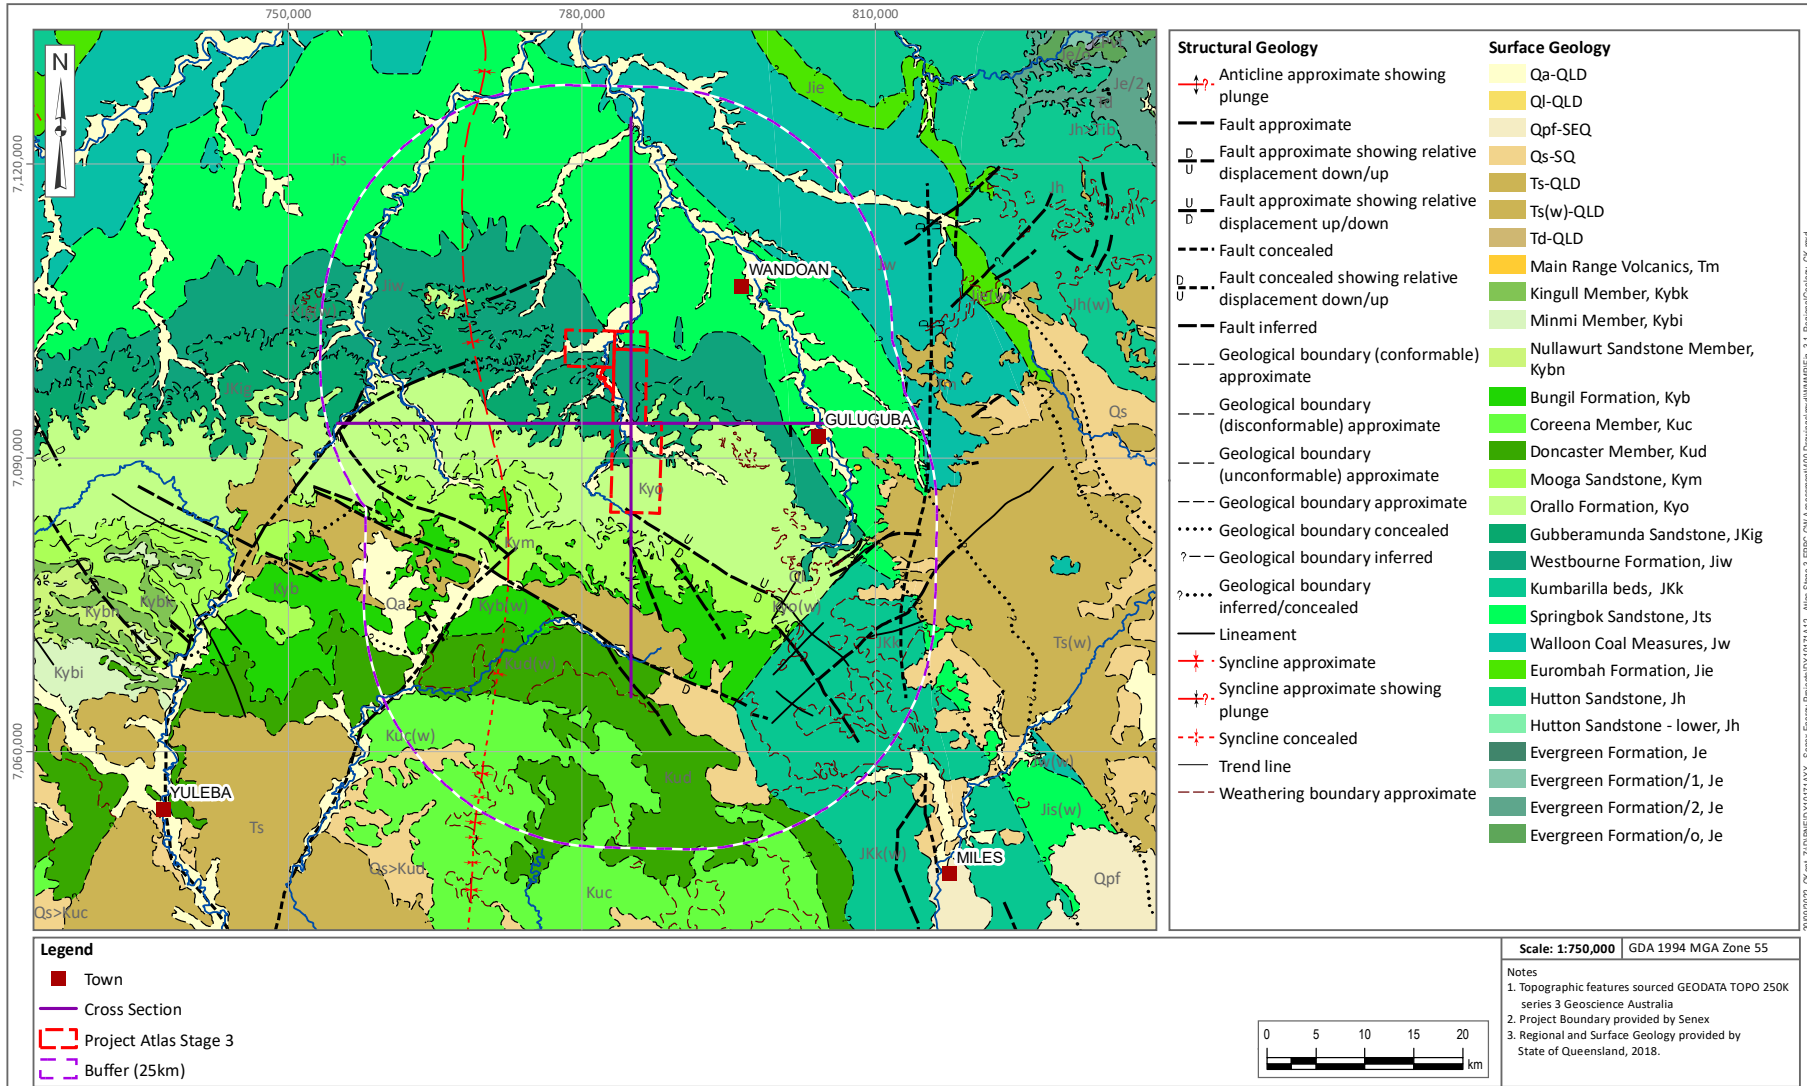 750,000 780,000 810,000
7,120,000
7,090,000
7,060,000
N
Jis
Jie
Je/2
Td
Jh>Tib
Jh
Jw
Jh(w)
WANDOAN
Jiw
JKig
GULUGUBA
Qs
Kyo
Kym
Ql
Kyo(w)
Kyb
Kyb(w)
Qa
Kybn
Kybk
Kybi
Kud(w)
JKk
Ts(w)
Kuc(w)
Kud
Jw(w)
YULEBA
Ts
Jis(w)
JKk(w)
MILES
Qs>Kud
Kuc
Qpf
Qs>Kuc
Structural Geology
Anticline approximate showing
plunge
Fault approximate
Fault approximate showing relative
displacement down/up
Fault approximate showing relative
displacement up/down
Fault concealed
Fault concealed showing relative
displacement down/up
Fault inferred
Geological boundary (conformable)
approximate
Geological boundary
(disconformable) approximate
Geological boundary
(unconformable) approximate
Geological boundary approximate
Geological boundary concealed
Geological boundary inferred
Geological boundary
inferred/concealed
Lineament
Syncline approximate
Syncline approximate showing
plunge
Syncline concealed
Trend line
Weathering boundary approximate
Surface Geology
Qa-QLD
Ql-QLD
Qpf-SEQ
Qs-SQ
Ts-QLD
Ts(w)-QLD
Td-QLD
Main Range Volcanics, Tm
Kingull Member, Kybk
Minmi Member, Kybi
Nullawurt Sandstone Member,
Kybn
Bungil Formation, Kyb
Coreena Member, Kuc
Doncaster Member, Kud
Mooga Sandstone, Kym
Orallo Formation, Kyo
Gubberamunda Sandstone, JKig
Westbourne Formation, Jiw
Kumbarilla beds, JKk
Springbok Sandstone, Jts
Walloon Coal Measures, Jw
Eurombah Formation, Jie
Hutton Sandstone, Jh
Hutton Sandstone - lower, Jh
Evergreen Formation, Je
Evergreen Formation/1, Je
Evergreen Formation/2, Je
Evergreen Formation/o, Je
Legend
Town
Cross Section
Project Atlas Stage 3
Buffer (25km)
0 5 10 15 20
km
Scale: 1:750,000 GDA 1994 MGA Zone 55
Notes
1. Topographic features sourced GEODATA TOPO 250K
series 3 Geoscience Australia
2. Project Boundary provided by Senex
3. Regional and Surface Geology provided by
State of Queensland, 2018.